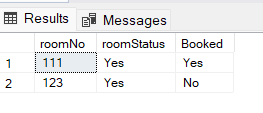 Results Messages
roomNo roomStatus Booked
1 111 Yes Yes
2 123 Yes No